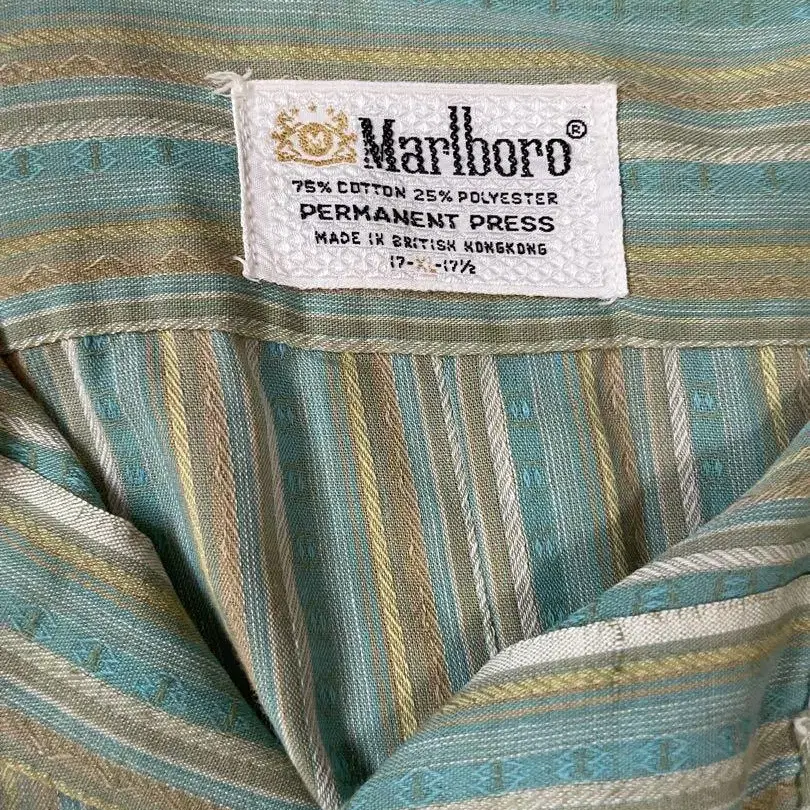 Marlboro®
75% COTTON 25% POLYESTER
PERMANENT PRESS
MADE IN BRITISH HONGKONG
17-XL-17½